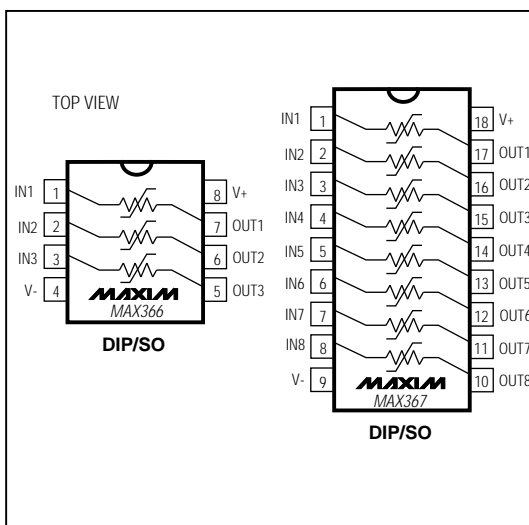 TOP VIEW
IN1 1
IN2 2
IN3 3
V- 4
8 V+
7 OUT1
6 OUT2
5 OUT3
MAXIM
MAX366
DIP/SO
IN1 1
IN2 2
IN3 3
IN4 4
IN5 5
IN6 6
IN7 7
IN8 8
V- 9
18 V+
17 OUT1
16 OUT2
15 OUT3
14 OUT4
13 OUT5
12 OUT6
11 OUT7
10 OUT8
MAXIM
MAX367
DIP/SO